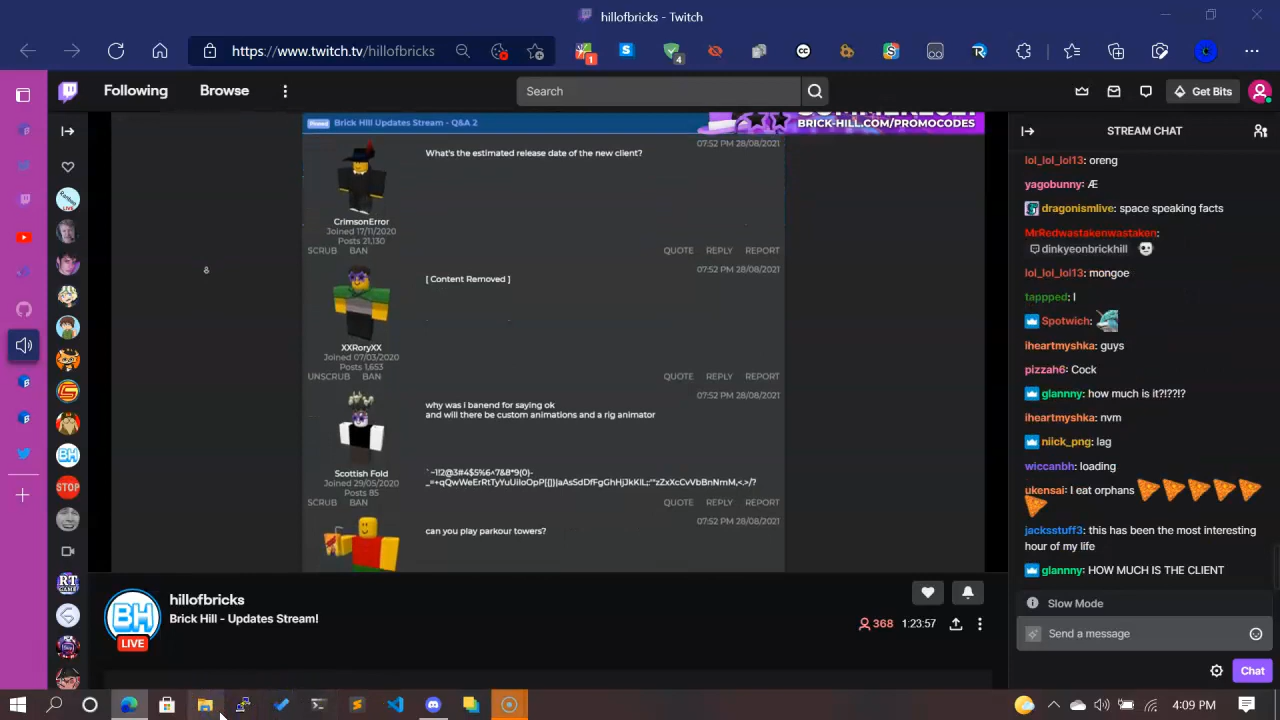 hillofbricks - Twitch
https://www.twitch.tv/hillofbricks
1
4
Following
Browse
Search
Get Bits
Pinned
Brick Hill Updates Stream - Q&A 2
BRICK-HILL.COM/PROMOCODES
07:52 PM 28/08/2021
What's the estimated release date of the new client?
CrimsonError
Joined 17/11/2020
Posts 21,130
SCRUB BAN
QUOTE REPLY REPORT
07:52 PM 28/08/2021
[ Content Removed ]
XXRoryXX
Joined 07/03/2020
Posts 1,653
UNSCRUB BAN
QUOTE REPLY REPORT
07:52 PM 28/08/2021
why was i banend for saying ok
and will there be custom animations and a rig animator
Scottish Fold
Joined 29/05/2020
Posts 85
SCRUB BAN
QUOTE REPLY REPORT
07:52 PM 28/08/2021
can you play parkour towers?
BH
LIVE
hillofbricks
Brick Hill - Updates Stream!
368
1:23:57
STREAM CHAT
lol_lol_lol13: oreng
yagobunny: Æ
dragonismlive: space speaking facts
MrRedwastakenwastaken:
dinkyeonbrickhill
lol_lol_lol13: mongoe
tappped: I
Spotwich:
iheartmyshka: guys
pizzah6: Cock
glannny: how much is it?!??!?
iheartmyshka: nvm
niick_png: lag
wiccanbh: loading
ukensai: I eat orphans
jacksstuff3: this has been the most interesting
hour of my life
glannny: HOW MUCH IS THE CLIENT
Slow Mode
Send a message
Chat
BH
STOP
4:09 PM